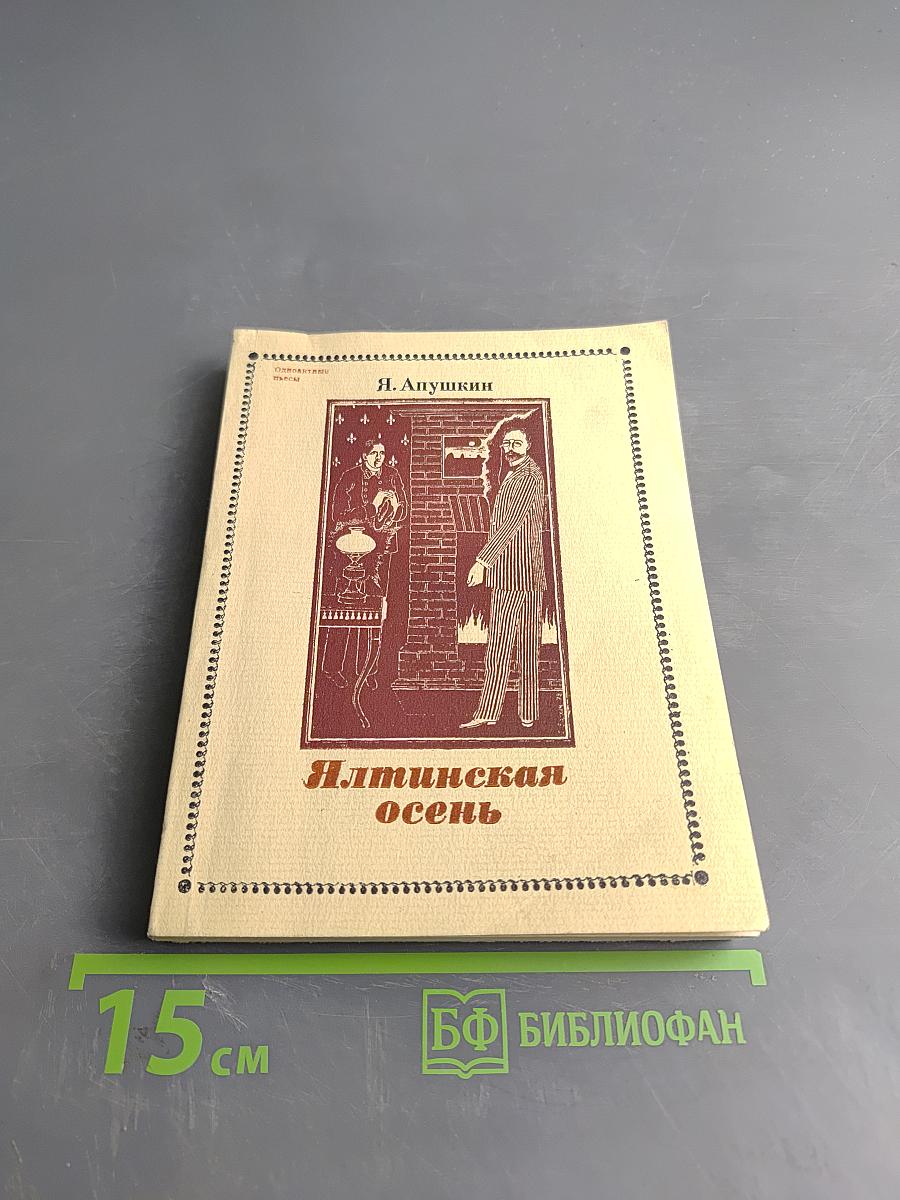 Одноактные
пьесы
Я. Апушкин
Ялтинская
осень
15 см
БФ БИБЛИОФАН